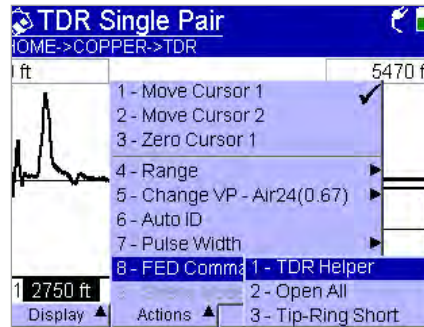 TDR Single Pair
HOME->COPPER->TDR
ft
5470 f
1 - Move Cursor 1
2 - Move Cursor 2
3 - Zero Cursor 1
4 - Range
5 - Change VP - Air24(0.67)
6 - Auto ID
7 - Pulse Width
8 - FED Comma
1 - TDR Helper
2 - Open All
3 - Tip-Ring Short
1 2750 ft
Display
Actions